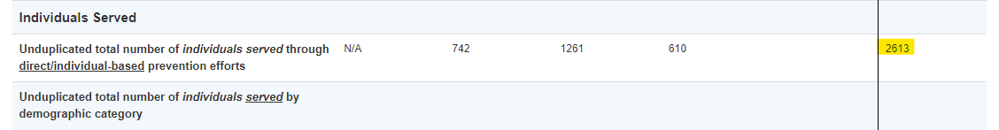 Individuals Served
Unduplicated total number of individuals served through N/A 742 1261 610 2613
direct/individual-based prevention efforts
Unduplicated total number of individuals served by
demographic category